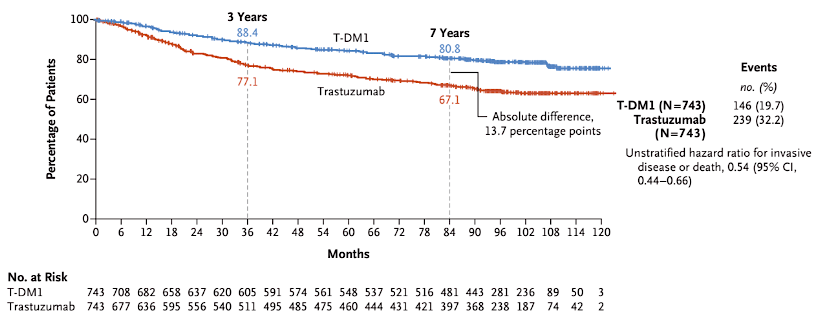 3 Years
7 Years
100
80
60
40
20
0
Percentage of Patients
88.4
77.1
T-DM1
Trastuzumab
80.8
67.1
Absolute difference,
13.7 percentage points
Events
no. (%)
T-DM1 (N=743) 146 (19.7)
Trastuzumab 239 (32.2)
(N=743)
Unstratified hazard ratio for invasive
disease or death, 0.54 (95% CI,
0.44–0.66)
0 6 12 18 24 30 36 42 48 54 60 66 72 78 84 90 96 102 108 114 120
Months
No. at Risk
T-DM1 743 708 682 658 637 620 605 591 574 561 548 537 521 516 481 443 281 236 89 50 3
Trastuzumab 743 677 636 595 556 540 511 495 485 475 460 444 431 421 397 368 238 187 74 42 2